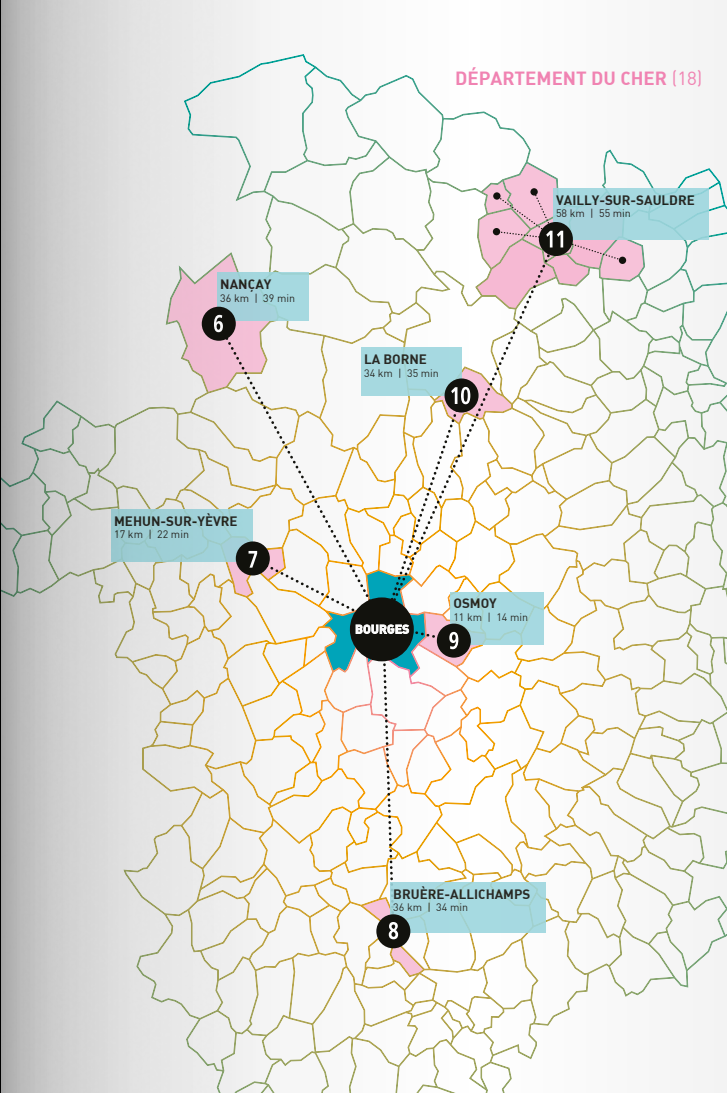 DÉPARTEMENT DU CHER (18)
VAILLY-SUR-SAULDRE
58 km | 55 min
11
NANÇAY
36 km | 39 min
6
LA BORNE
34 km | 35 min
10
MEHUN-SUR-YÈVRE
17 km | 22 min
7
OSMOY
11 km | 14 min
9
BOURGES
BRUÈRE-ALLICHAMPS
36 km | 34 min
8